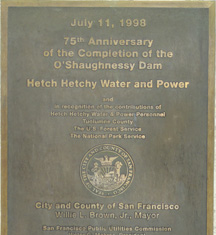 July 11, 1998
75th Anniversary
of the Completion of the
O'Shaughnessy Dam
Hetch Hetchy Water and Power
and
in recognition of the contributions of
Hetch Hetchy Water & Power Personnel
Tuolumne County
The U.S. Forest Service
The National Park Service
City and County of San Francisco
Willie L. Brown, Jr., Mayor
San Francisco Public Utilities Commission